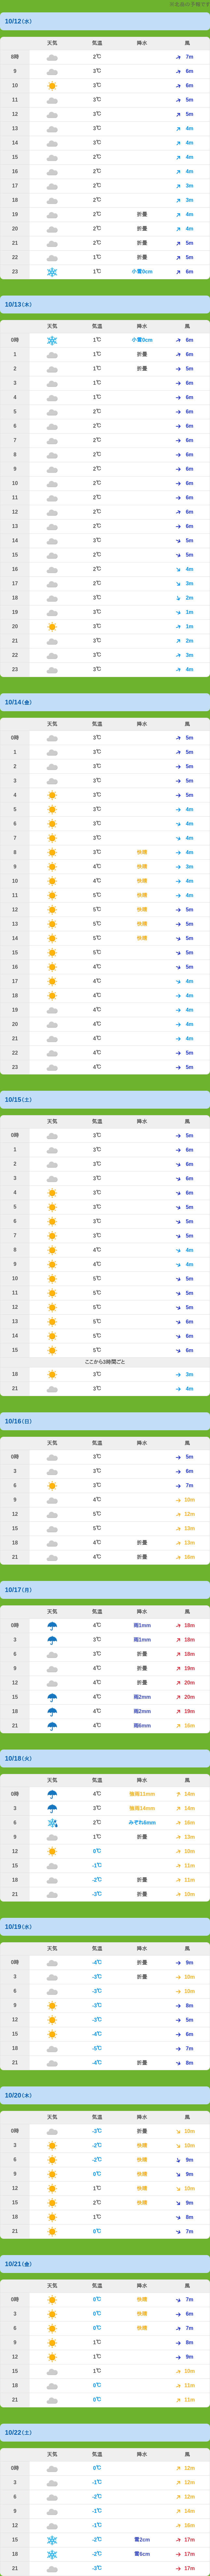 10/12(水)
天気 気温 降水 風
8時 2℃ 7m
9 3℃ 6m
10 3℃ 6m
11 3℃ 5m
12 3℃ 5m
13 3℃ 4m
14 3℃ 4m
15 2℃ 4m
16 2℃ 4m
17 2℃ 3m
18 2℃ 3m
19 2℃ 折畳 4m
20 2℃ 折畳 4m
21 2℃ 折畳 5m
22 1℃ 折畳 5m
23 1℃ 小雪0cm 6m
10/13(木)
天気 気温 降水 風
0時 1℃ 小雪0cm 6m
1 1℃ 折畳 6m
2 1℃ 折畳 5m
3 1℃ 6m
4 1℃ 6m
5 2℃ 6m
6 2℃ 6m
7 2℃ 6m
8 2℃ 6m
9 2℃ 6m
10 2℃ 6m
11 2℃ 6m
12 2℃ 6m
13 2℃ 6m
14 3℃ 5m
15 2℃ 5m
16 2℃ 4m
17 2℃ 3m
18 3℃ 2m
19 3℃ 1m
20 3℃ 1m
21 3℃ 2m
22 3℃ 3m
23 3℃ 4m
10/14(金)
天気 気温 降水 風
0時 3℃ 5m
1 3℃ 5m
2 3℃ 5m
3 3℃ 5m
4 3℃ 5m
5 3℃ 4m
6 3℃ 4m
7 3℃ 4m
8 3℃ 快晴 4m
9 4℃ 快晴 3m
10 4℃ 快晴 4m
11 5℃ 快晴 4m
12 5℃ 快晴 5m
13 5℃ 快晴 5m
14 5℃ 快晴 5m
15 5℃ 5m
16 4℃ 5m
17 4℃ 4m
18 4℃ 4m
19 4℃ 4m
20 4℃ 4m
21 4℃ 4m
22 4℃ 5m
23 4℃ 5m
10/15(土)
天気 気温 降水 風
0時 3℃ 5m
1 3℃ 6m
2 3℃ 6m
3 3℃ 6m
4 3℃ 6m
5 3℃ 5m
6 3℃ 5m
7 3℃ 5m
8 4℃ 4m
9 4℃ 4m
10 5℃ 5m
11 5℃ 5m
12 5℃ 5m
13 5℃ 6m
14 5℃ 6m
15 5℃ 6m
ここから3時間ごと
18 3℃ 3m
21 3℃ 4m
10/16(日)
天気 気温 降水 風
0時 3℃ 5m
3 3℃ 6m
6 3℃ 7m
9 4℃ 10m
12 5℃ 12m
15 5℃ 13m
18 4℃ 折畳 13m
21 4℃ 折畳 16m
10/17(月)
天気 気温 降水 風
0時 4℃ 雨1mm 18m
3 3℃ 雨1mm 18m
6 3℃ 折畳 18m
9 4℃ 折畳 19m
12 4℃ 折畳 20m
15 4℃ 雨2mm 20m
18 4℃ 雨2mm 19m
21 4℃ 雨6mm 16m
10/18(火)
天気 気温 降水 風
0時 4℃ 強雨11mm 14m
3 3℃ 強雨14mm 14m
6 2℃ みぞれ6mm 16m
9 1℃ 折畳 13m
12 0℃ 10m
15 -1℃ 11m
18 -2℃ 折畳 11m
21 -3℃ 折畳 10m
10/19(水)
天気 気温 降水 風
0時 -4℃ 折畳 9m
3 -3℃ 折畳 10m
6 -3℃ 10m
9 -3℃ 8m
12 -3℃ 5m
15 -4℃ 6m
18 -5℃ 7m
21 -4℃ 折畳 8m
10/20(木)
天気 気温 降水 風
0時 -3℃ 折畳 10m
3 -2℃ 快晴 10m
6 -2℃ 快晴 9m
9 0℃ 快晴 9m
12 1℃ 快晴 10m
15 2℃ 快晴 9m
18 1℃ 8m
21 0℃ 7m
10/21(金)
天気 気温 降水 風
0時 0℃ 快晴 7m
3 0℃ 快晴 6m
6 0℃ 快晴 7m
9 1℃ 8m
12 1℃ 9m
15 1℃ 10m
18 0℃ 11m
21 0℃ 11m
10/22(土)
天気 気温 降水 風
0時 0℃ 12m
3 -1℃ 12m
6 -2℃ 12m
9 -1℃ 14m
12 -1℃ 16m
15 -2℃ 雪2cm 17m
18 -2℃ 雪6cm 17m
21 -3℃ 17m